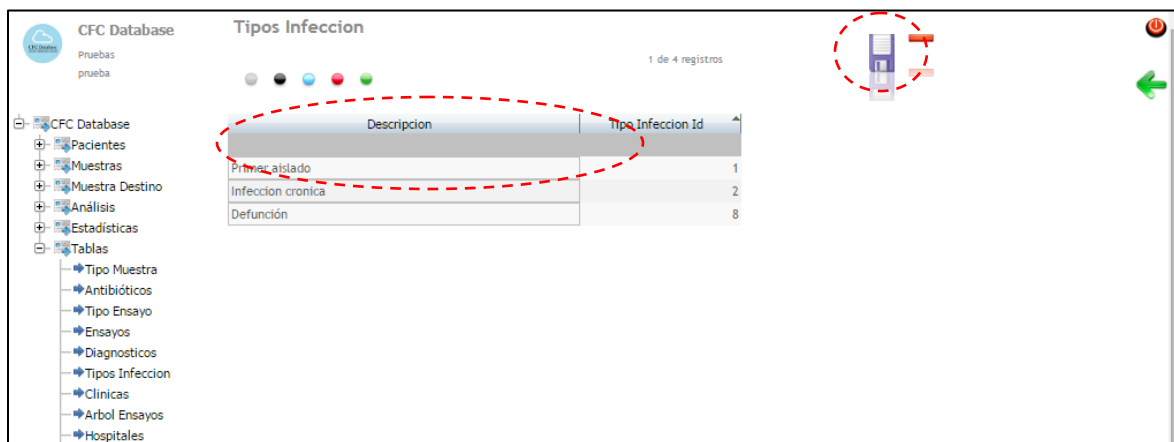 CFC Database
Pruebas
prueba
Tipos Infeccion
1 de 4 registros
CFC Database
Pacientes
Muestras
Muestra Destino
Análisis
Estadísticas
Tablas
Tipo Muestra
Antibióticos
Tipo Ensayo
Ensayos
Diagnosticos
Tipos Infeccion
Clinicas
Arbol Ensayos
Hospitales
Descripcion Tipo Infeccion Id
Primer aislado 1
Infeccion cronica 2
Defunción 8